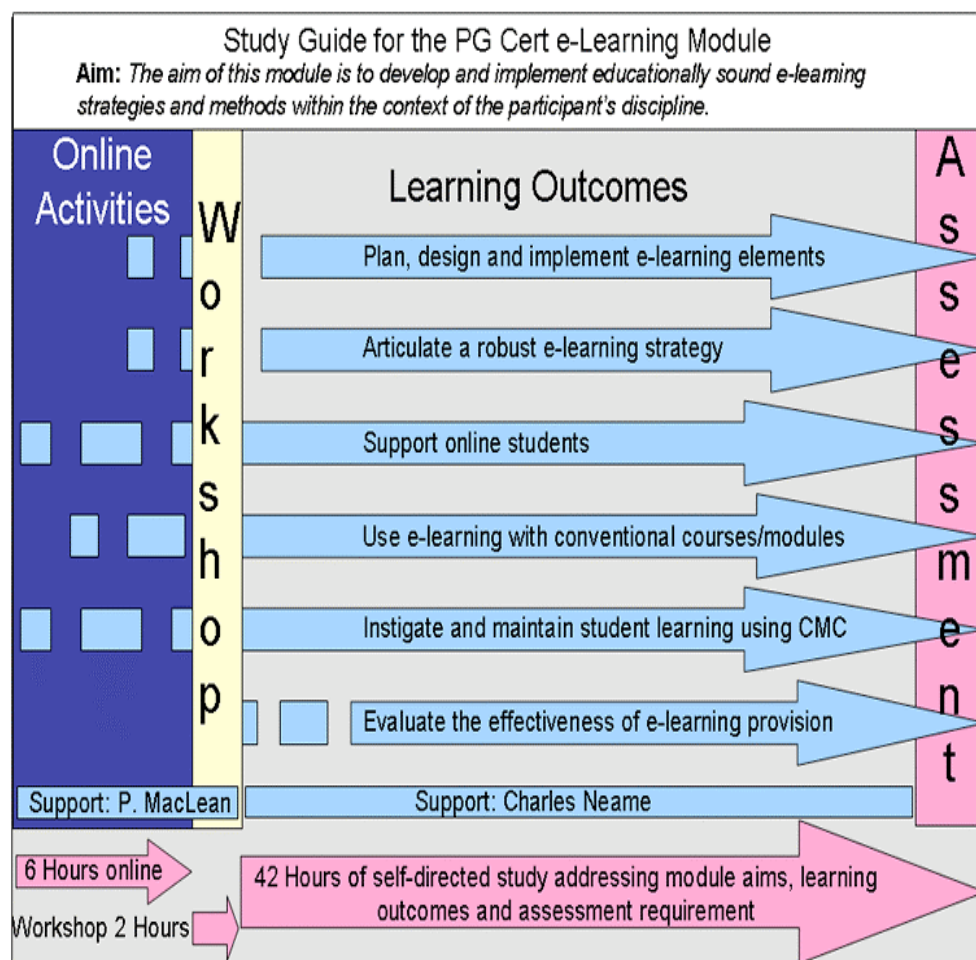 Study Guide for the PG Cert e-Learning Module
Aim: The aim of this module is to develop and implement educationally sound e-learning
strategies and methods within the context of the participant's discipline.
Online
Activities
Workshop
Learning Outcomes
Assessment
Plan, design and implement e-learning elements
Articulate a robust e-learning strategy
Support online students
Use e-learning with conventional courses/modules
Instigate and maintain student learning using CMC
Evaluate the effectiveness of e-learning provision
Support: P. MacLean
Support: Charles Neame
6 Hours online
Workshop 2 Hours
42 Hours of self-directed study addressing module aims, learning
outcomes and assessment requirement